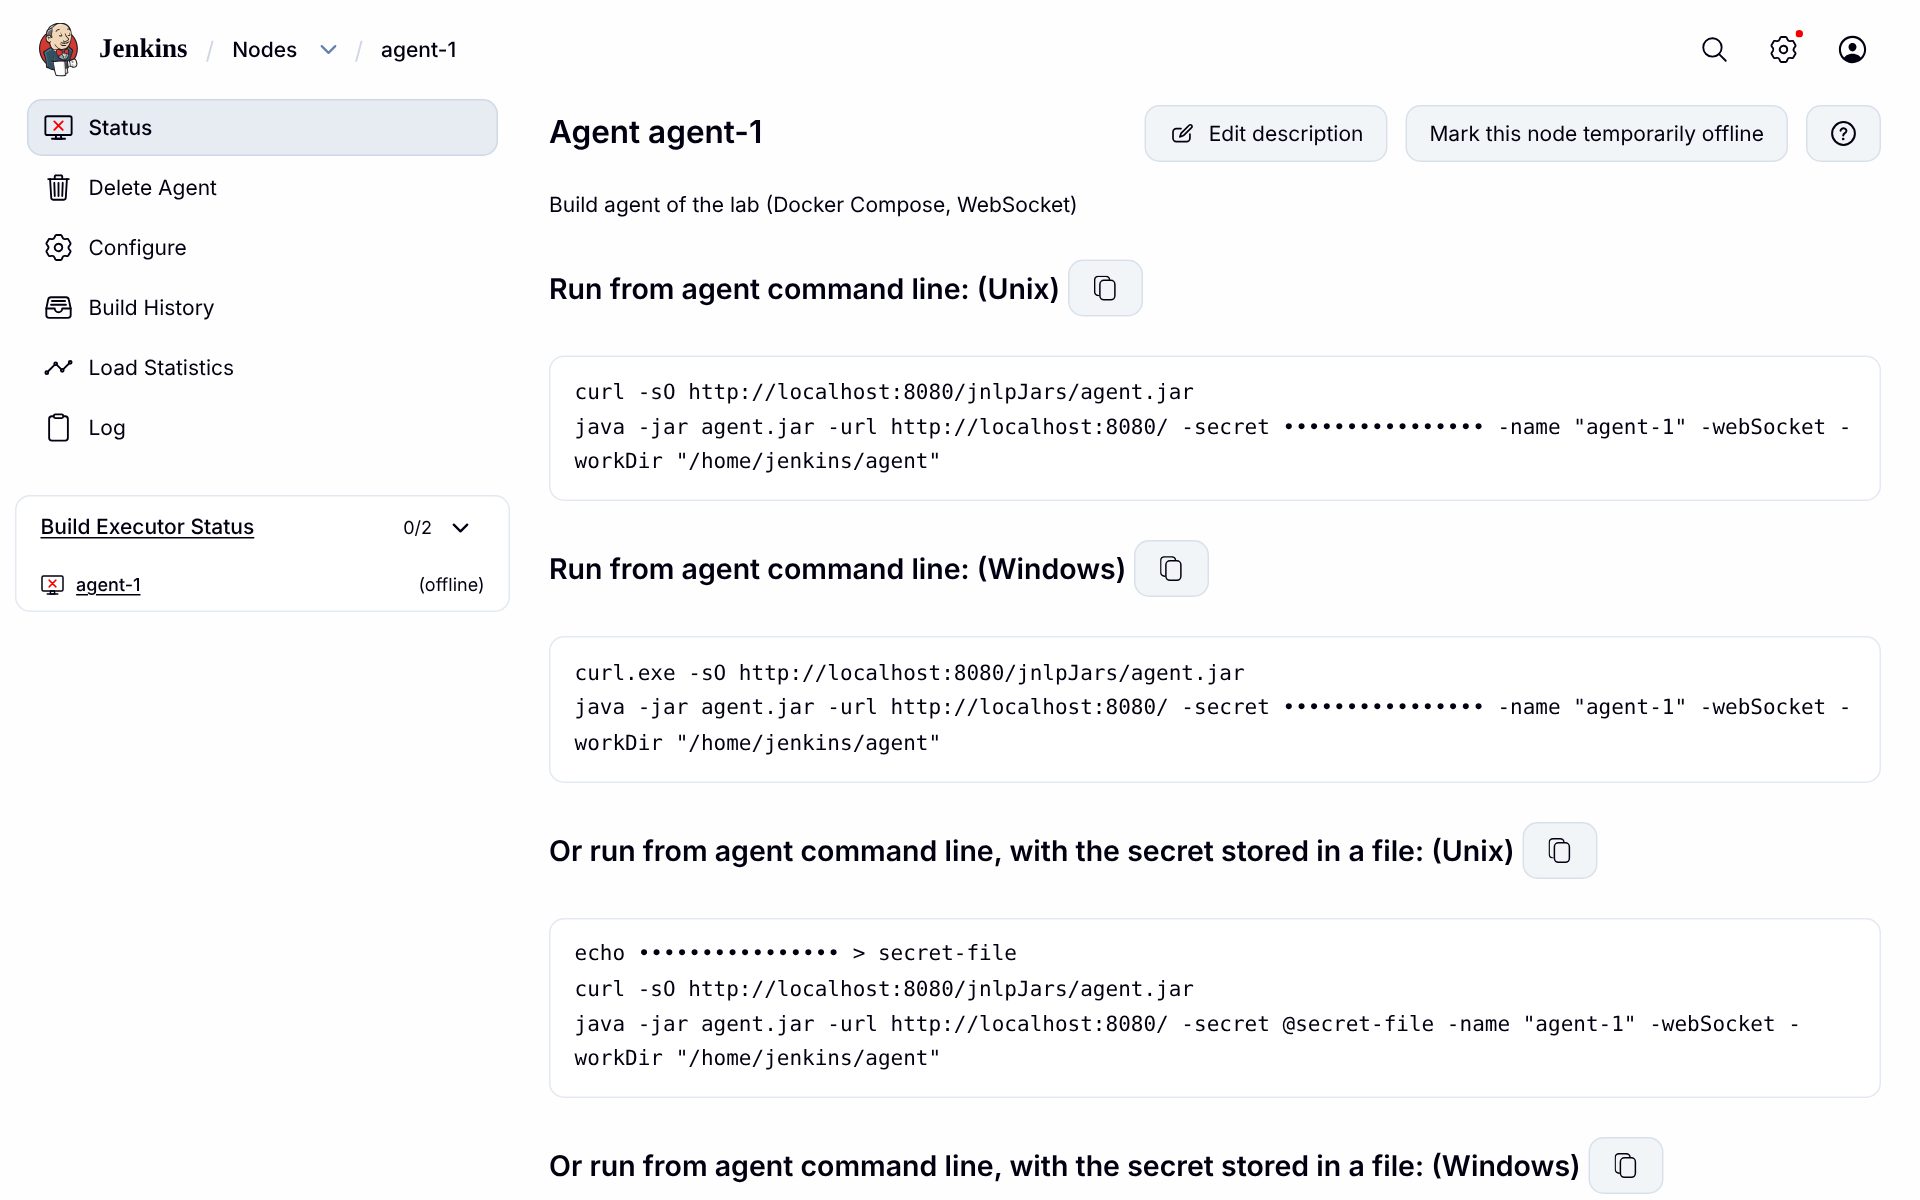 Jenkins / Nodes / agent-1
Status
Delete Agent
Configure
Build History
Load Statistics
Log
Build Executor Status 0/2
agent-1 (offline)
Agent agent-1
Edit description
Mark this node temporarily offline
Build agent of the lab (Docker Compose, WebSocket)
Run from agent command line: (Unix)
curl -sO http://localhost:8080/jnlpJars/agent.jar
java -jar agent.jar -url http://localhost:8080/ -secret •••••••••••••••• -name "agent-1" -webSocket -
workDir "/home/jenkins/agent"
Run from agent command line: (Windows)
curl.exe -sO http://localhost:8080/jnlpJars/agent.jar
java -jar agent.jar -url http://localhost:8080/ -secret •••••••••••••••• -name "agent-1" -webSocket -
workDir "/home/jenkins/agent"
Or run from agent command line, with the secret stored in a file: (Unix)
echo •••••••••••••••• > secret-file
curl -sO http://localhost:8080/jnlpJars/agent.jar
java -jar agent.jar -url http://localhost:8080/ -secret @secret-file -name "agent-1" -webSocket -
workDir "/home/jenkins/agent"
Or run from agent command line, with the secret stored in a file: (Windows)